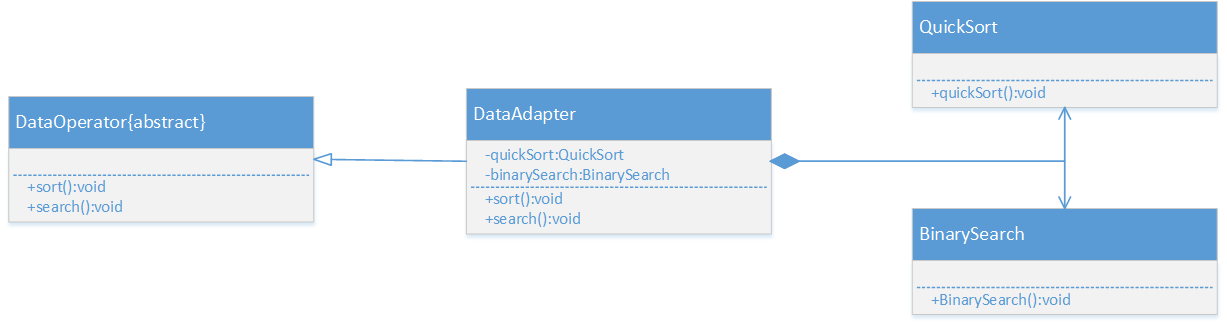 DataOperator{abstract}
+sort():void
+search():void
DataAdapter
-quickSort:QuickSort
-binarySearch:BinarySearch
+sort():void
+search():void
QuickSort
+quickSort():void
BinarySearch
+BinarySearch():void